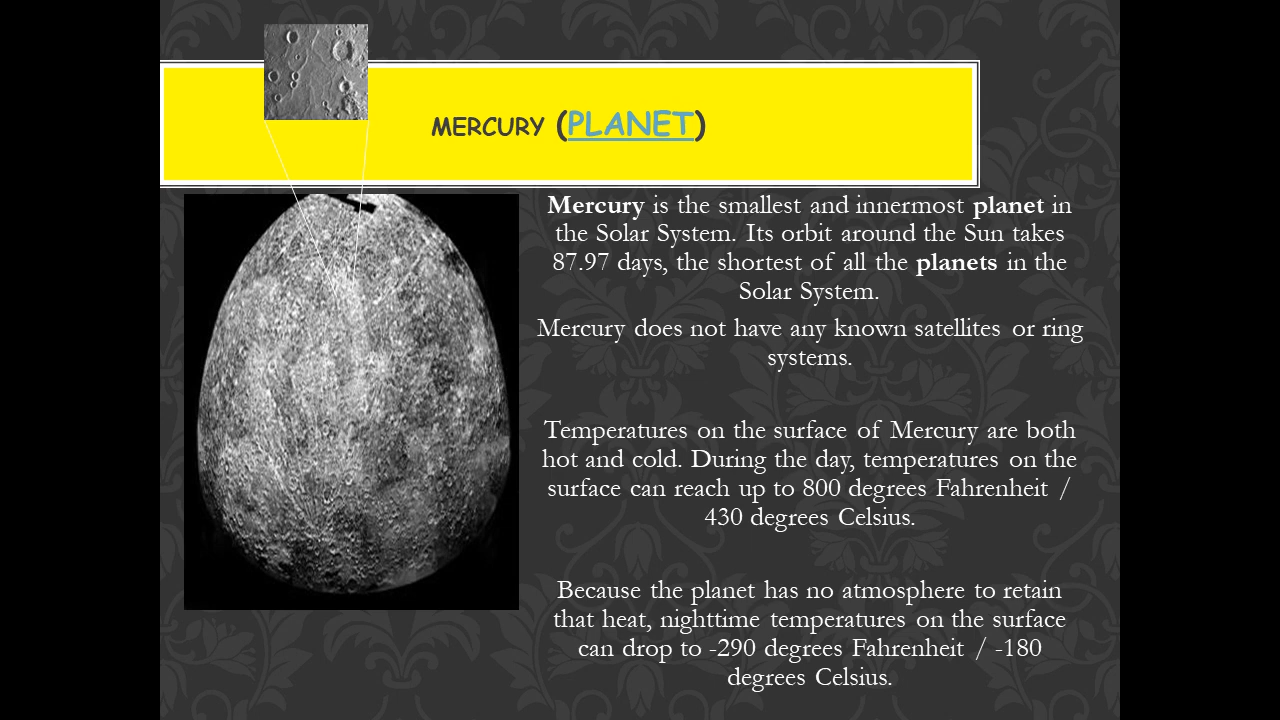 MERCURY (PLANET)
Mercury is the smallest and innermost planet in
the Solar System. Its orbit around the Sun takes
87.97 days, the shortest of all the planets in the
Solar System.
Mercury does not have any known satellites or ring
systems.
Temperatures on the surface of Mercury are both
hot and cold. During the day, temperatures on the
surface can reach up to 800 degrees Fahrenheit /
430 degrees Celsius.
Because the planet has no atmosphere to retain
that heat, nighttime temperatures on the surface
can drop to -290 degrees Fahrenheit / -180
degrees Celsius.